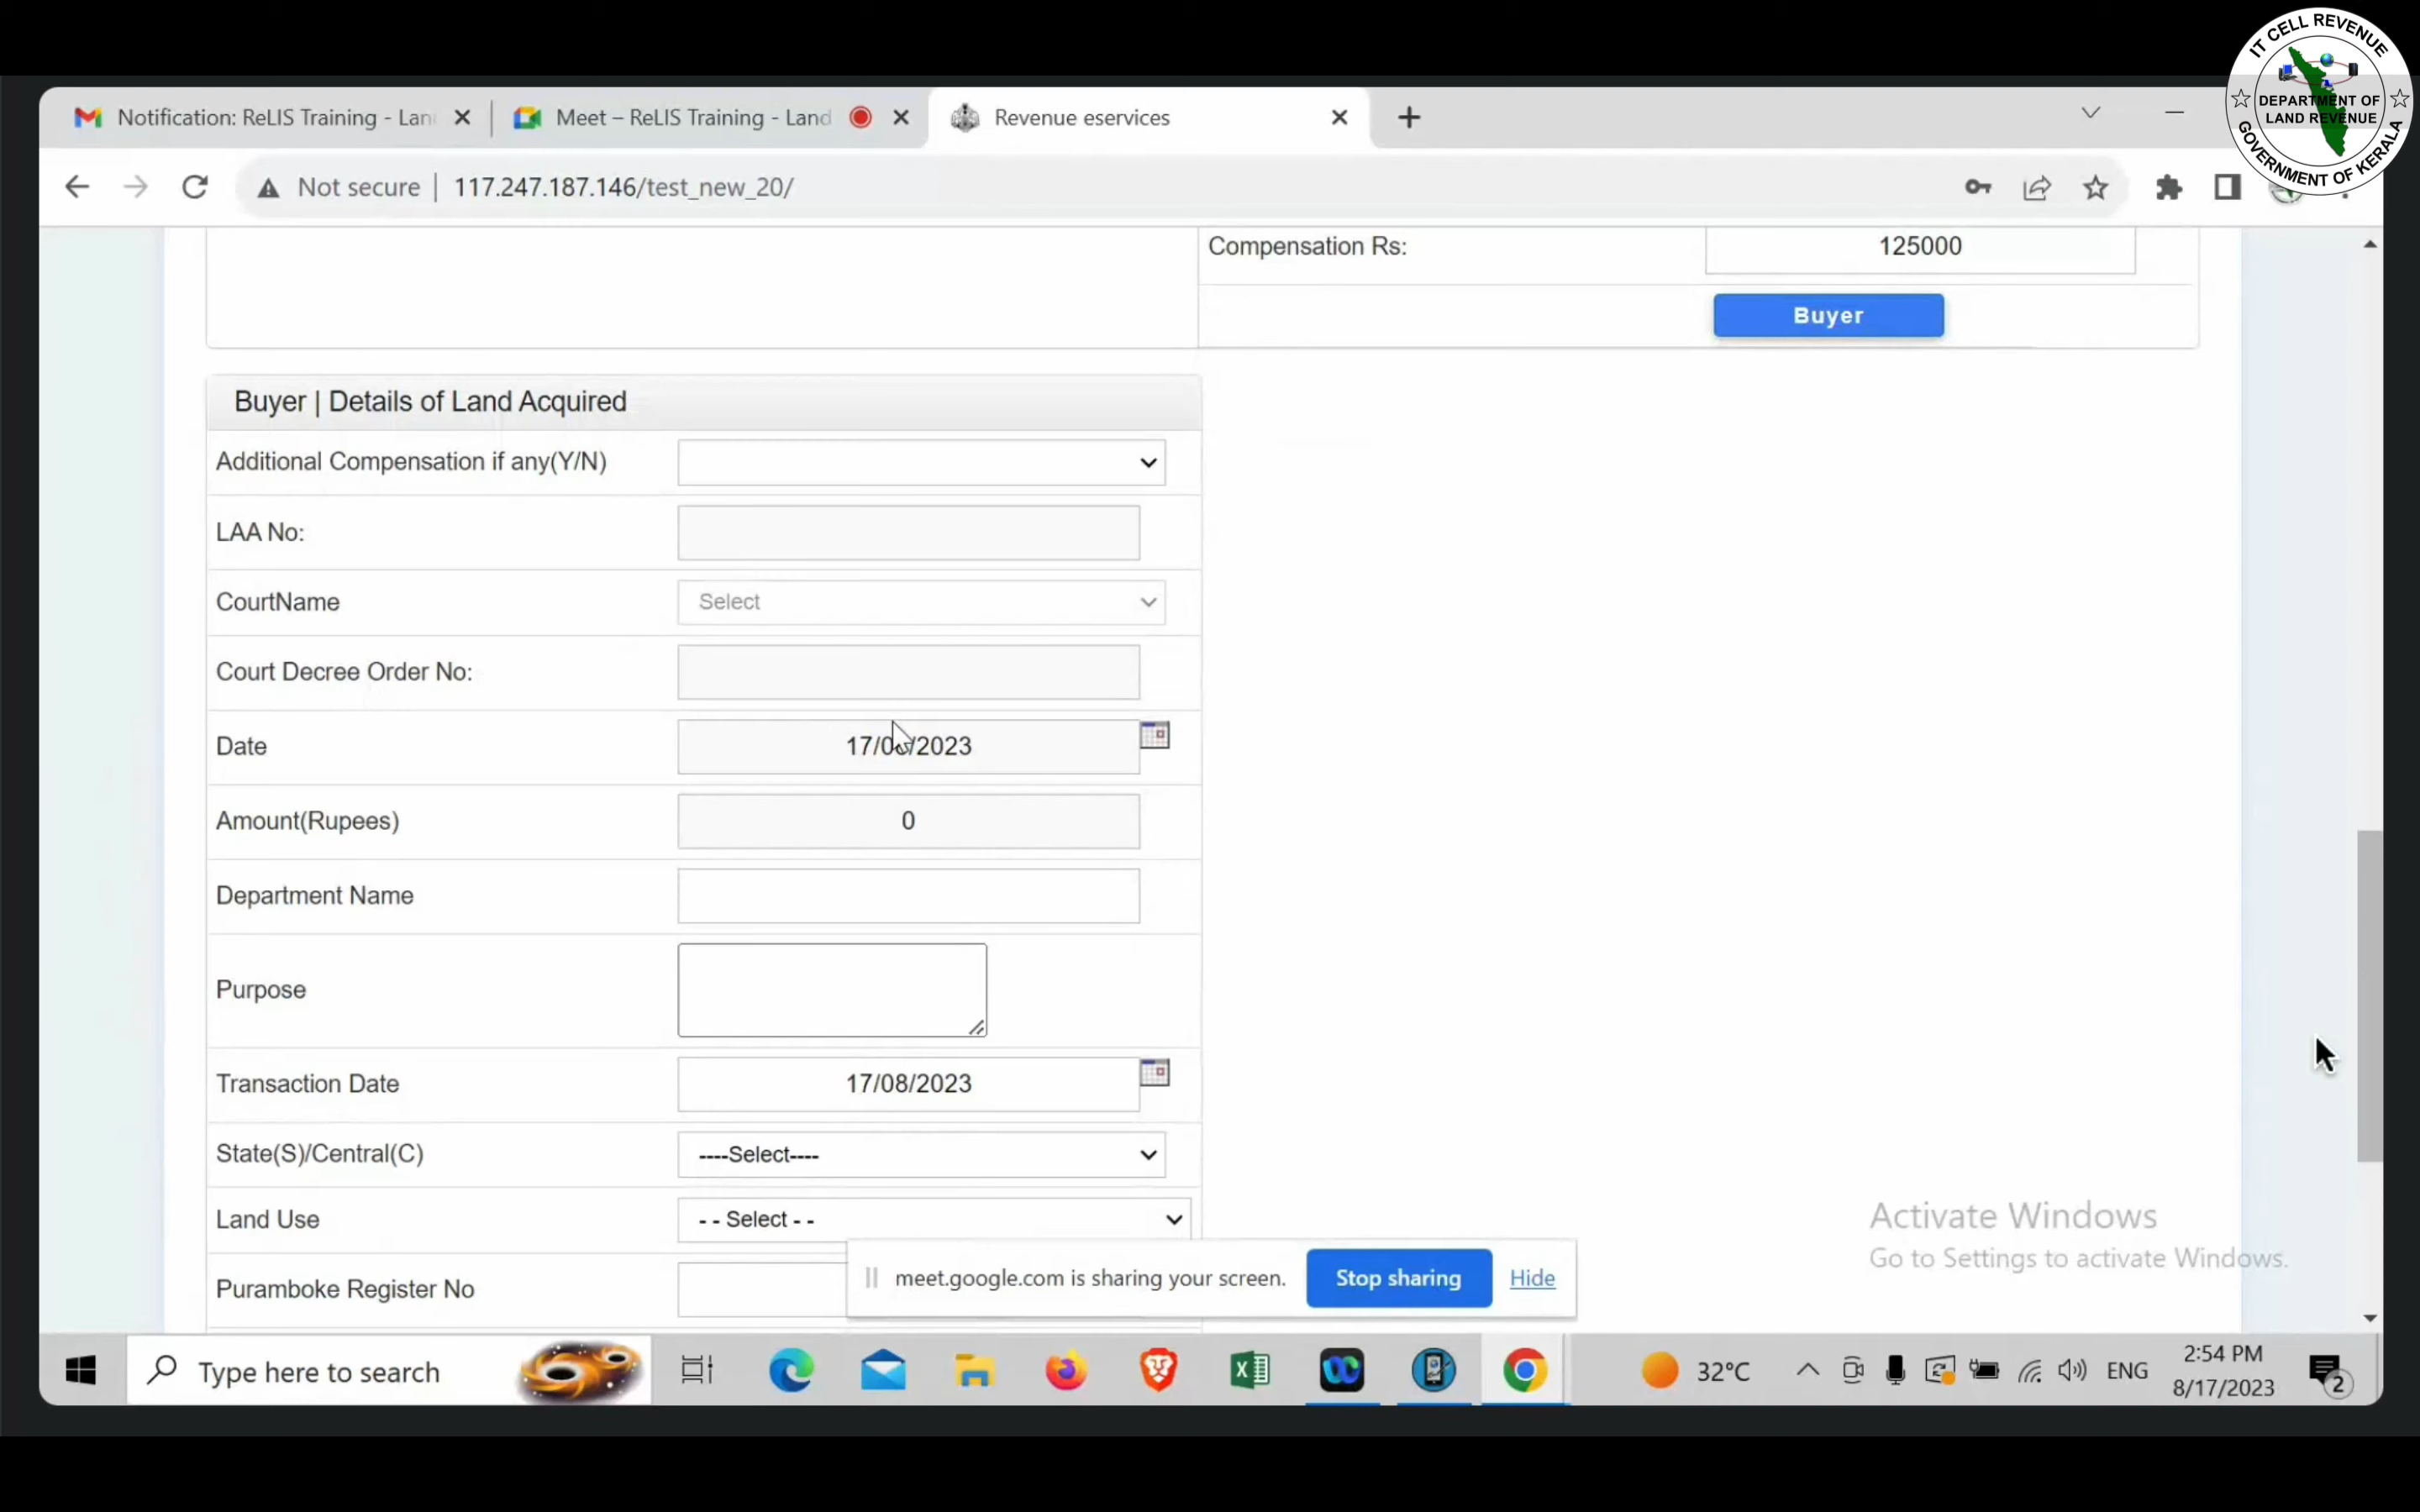 IT CELL REVENUE
DEPARTMENT OF
LAND REVENUE
GOVERNMENT OF KERALA
Notification: ReLIS Training - Lan
Meet – ReLIS Training - Land
Revenue eservices
Not secure
117.247.187.146/test_new_20/
Compensation Rs:
125000
Buyer
Buyer | Details of Land Acquired
Additional Compensation if any(Y/N)
LAA No:
CourtName
Select
Court Decree Order No:
Date
17/08/2023
Amount(Rupees)
0
Department Name
Purpose
Transaction Date
17/08/2023
State(S)/Central(C)
----Select----
Land Use
- - Select - -
Puramboke Register No
meet.google.com is sharing your screen.
Stop sharing
Hide
Activate Windows
Go to Settings to activate Windows.
Type here to search
32°C
ENG
2:54 PM
8/17/2023
2